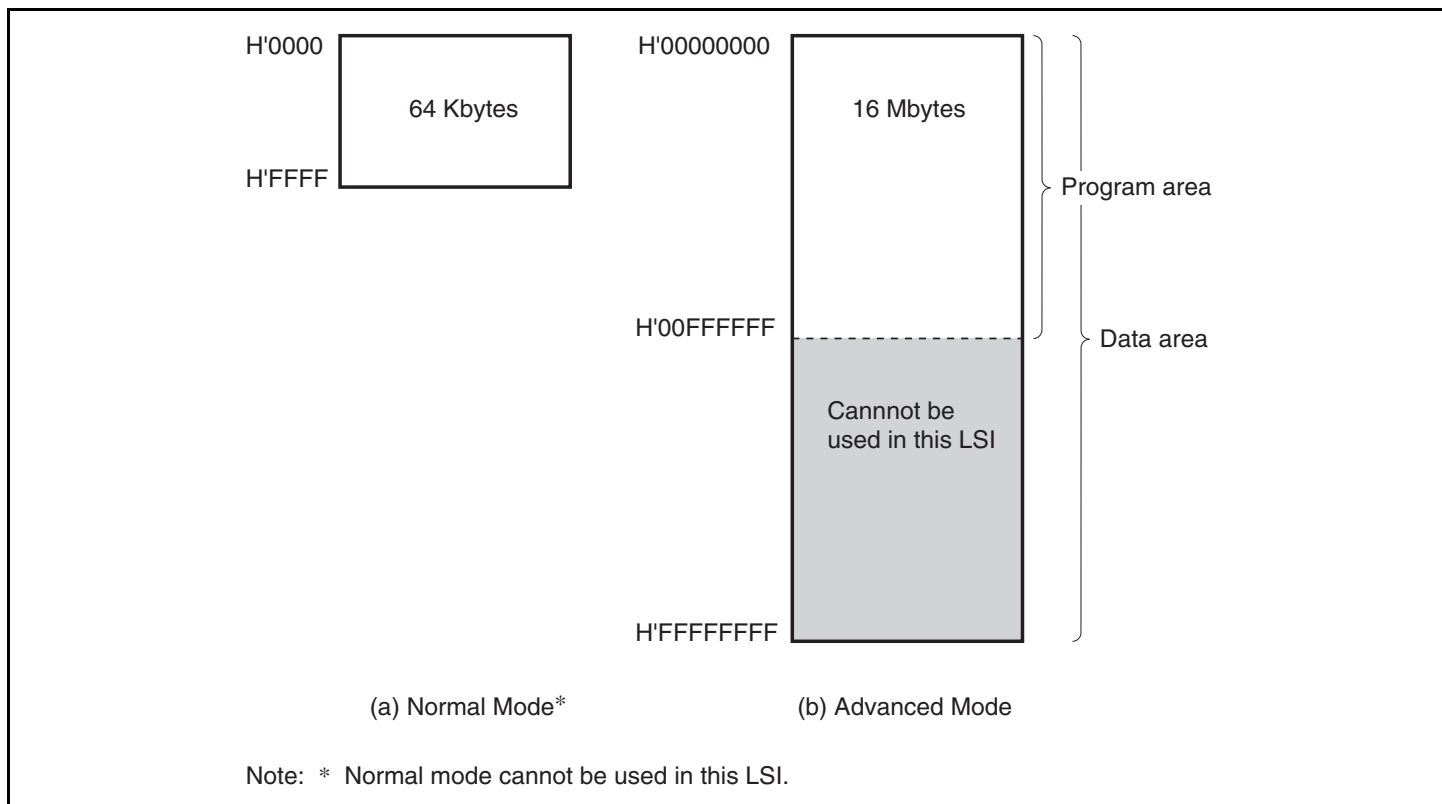 H'0000
64 Kbytes
H'FFFF
H'00000000
16 Mbytes
Program area
H'00FFFFFF
Data area
Cannnot be
used in this LSI
H'FFFFFFFF
(a) Normal Mode*
(b) Advanced Mode
Note: * Normal mode cannot be used in this LSI.